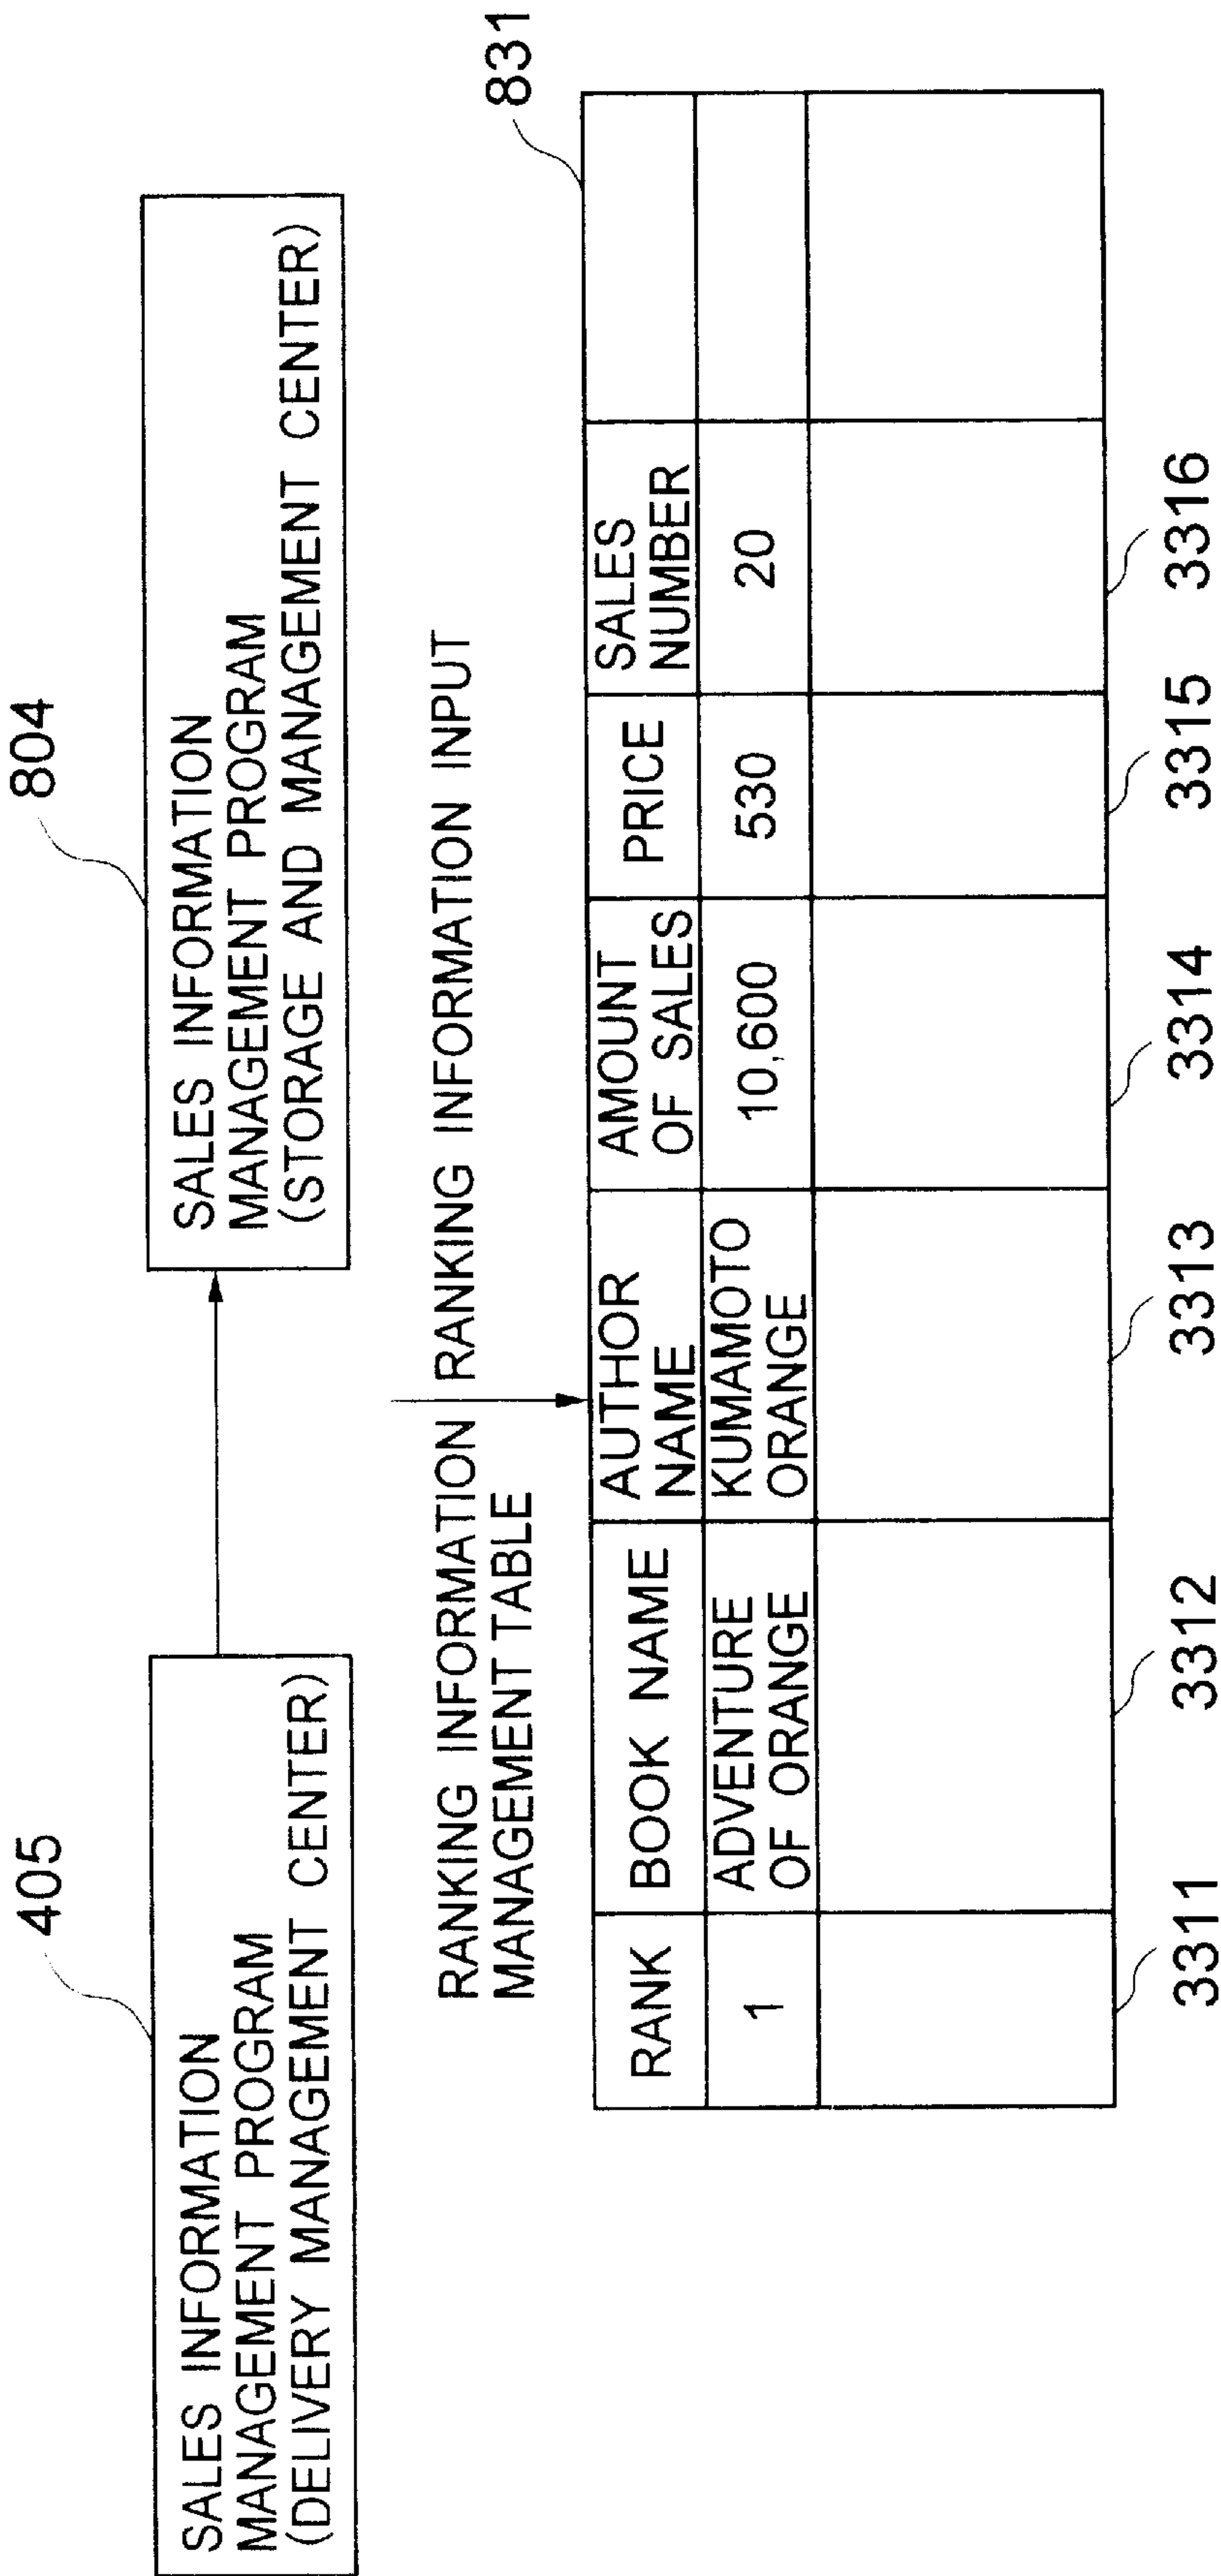 405
SALES INFORMATION
MANAGEMENT PROGRAM
(DELIVERY MANAGEMENT CENTER)
804
SALES INFORMATION
MANAGEMENT PROGRAM
(STORAGE AND MANAGEMENT CENTER)
RANKING INFORMATION
MANAGEMENT TABLE
RANKING INFORMATION INPUT
831
RANK
BOOK NAME
AUTHOR
NAME
AMOUNT
OF SALES
PRICE
SALES
NUMBER
1
ADVENTURE
OF ORANGE
KUMAMOTO
ORANGE
10,600
530
20
3311
3312
3313
3314
3315
3316